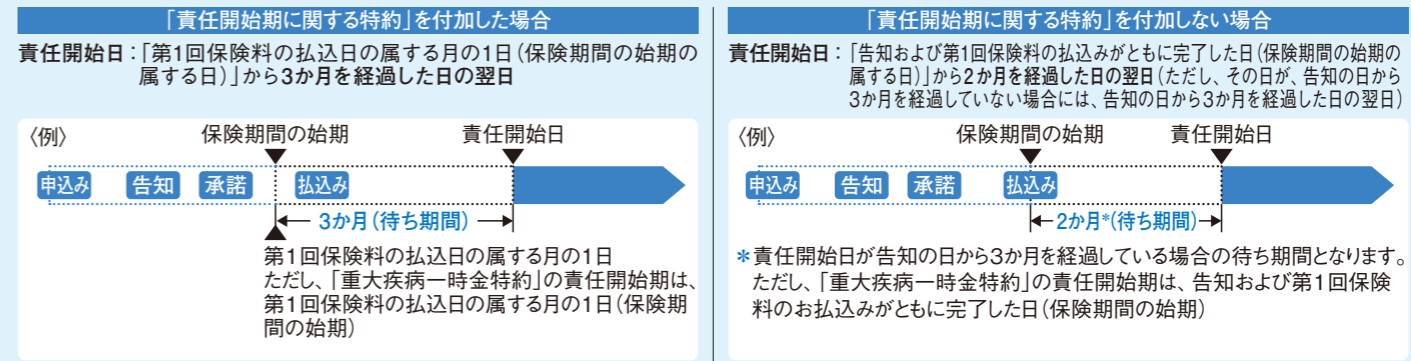 「責任開始期に関する特約」を付加した場合
責任開始日：「第1回保険料の払込日の属する月の1日（保険期間の始期の
属する日）」から3か月を経過した日の翌日
〈例〉
保険期間の始期
責任開始日
申込み
告知
承諾
払込み
3か月（待ち期間）
第1回保険料の払込日の属する月の1日
ただし、「重大疾病一時金特約」の責任開始期は、
第1回保険料の払込日の属する月の1日（保険期
間の始期）
「責任開始期に関する特約」を付加しない場合
責任開始日：「告知および第1回保険料の払込みがともに完了した日（保険期間の始期の
属する日）」から2か月を経過した日の翌日（ただし、その日が、告知の日から
3か月を経過していない場合には、告知の日から3か月を経過した日の翌日）
〈例〉
保険期間の始期
責任開始日
申込み
告知
承諾
払込み
2か月*（待ち期間）
＊責任開始日が告知の日から3か月を経過している場合の待ち期間となります。
ただし、「重大疾病一時金特約」の責任開始期は、告知および第1回保険
料のお払込みがともに完了した日（保険期間の始期）